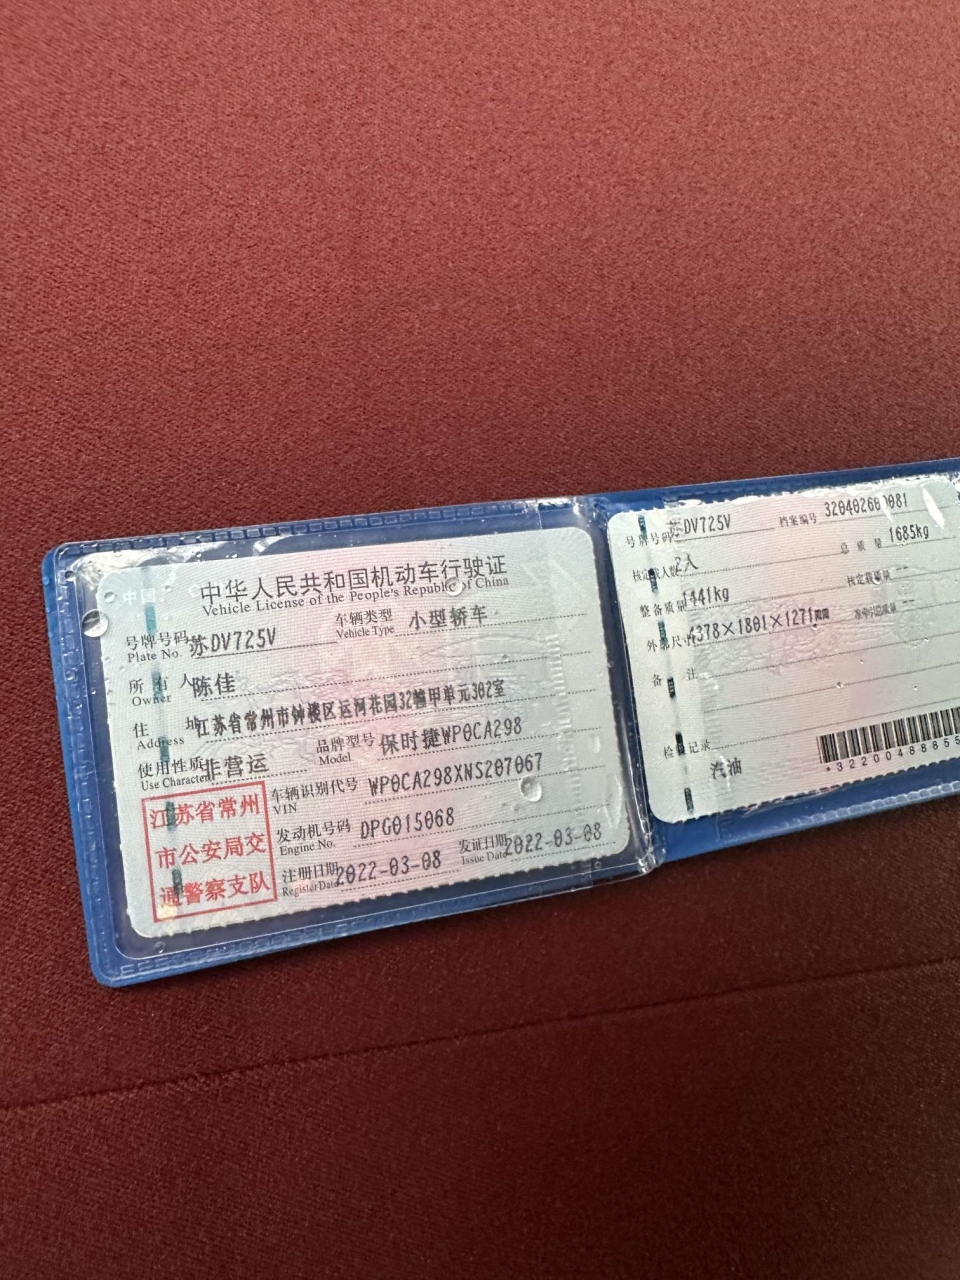 中华人民共和国机动车行驶证
Vehicle License of the People's Republic of China
号牌号码 苏DV725V 车辆类型 小型轿车
Plate No. Vehicle Type
所有人 陈佳
Owner
住址 江苏省常州市钟楼区运河花园32幢甲单元302室
Address
使用性质 非营运 品牌型号 保时捷WP0CA298
Use Character Model
车辆识别代号 WP0CA298XNS207067
VIN
发动机号码 DPG015068
Engine No.
注册日期 2022-03-08 发证日期 2022-03-08
Register Date Issue Date
江苏省常州
市公安局交
通警察支队
号牌号码 苏DV725V 档案编号 32040260 081
核定载人数 2人 总质量 1685kg
整备质量 1441kg 核定载质量 --
外廓尺寸 4378×1801×1271 --
备注
检验记录
汽油
*32200488855